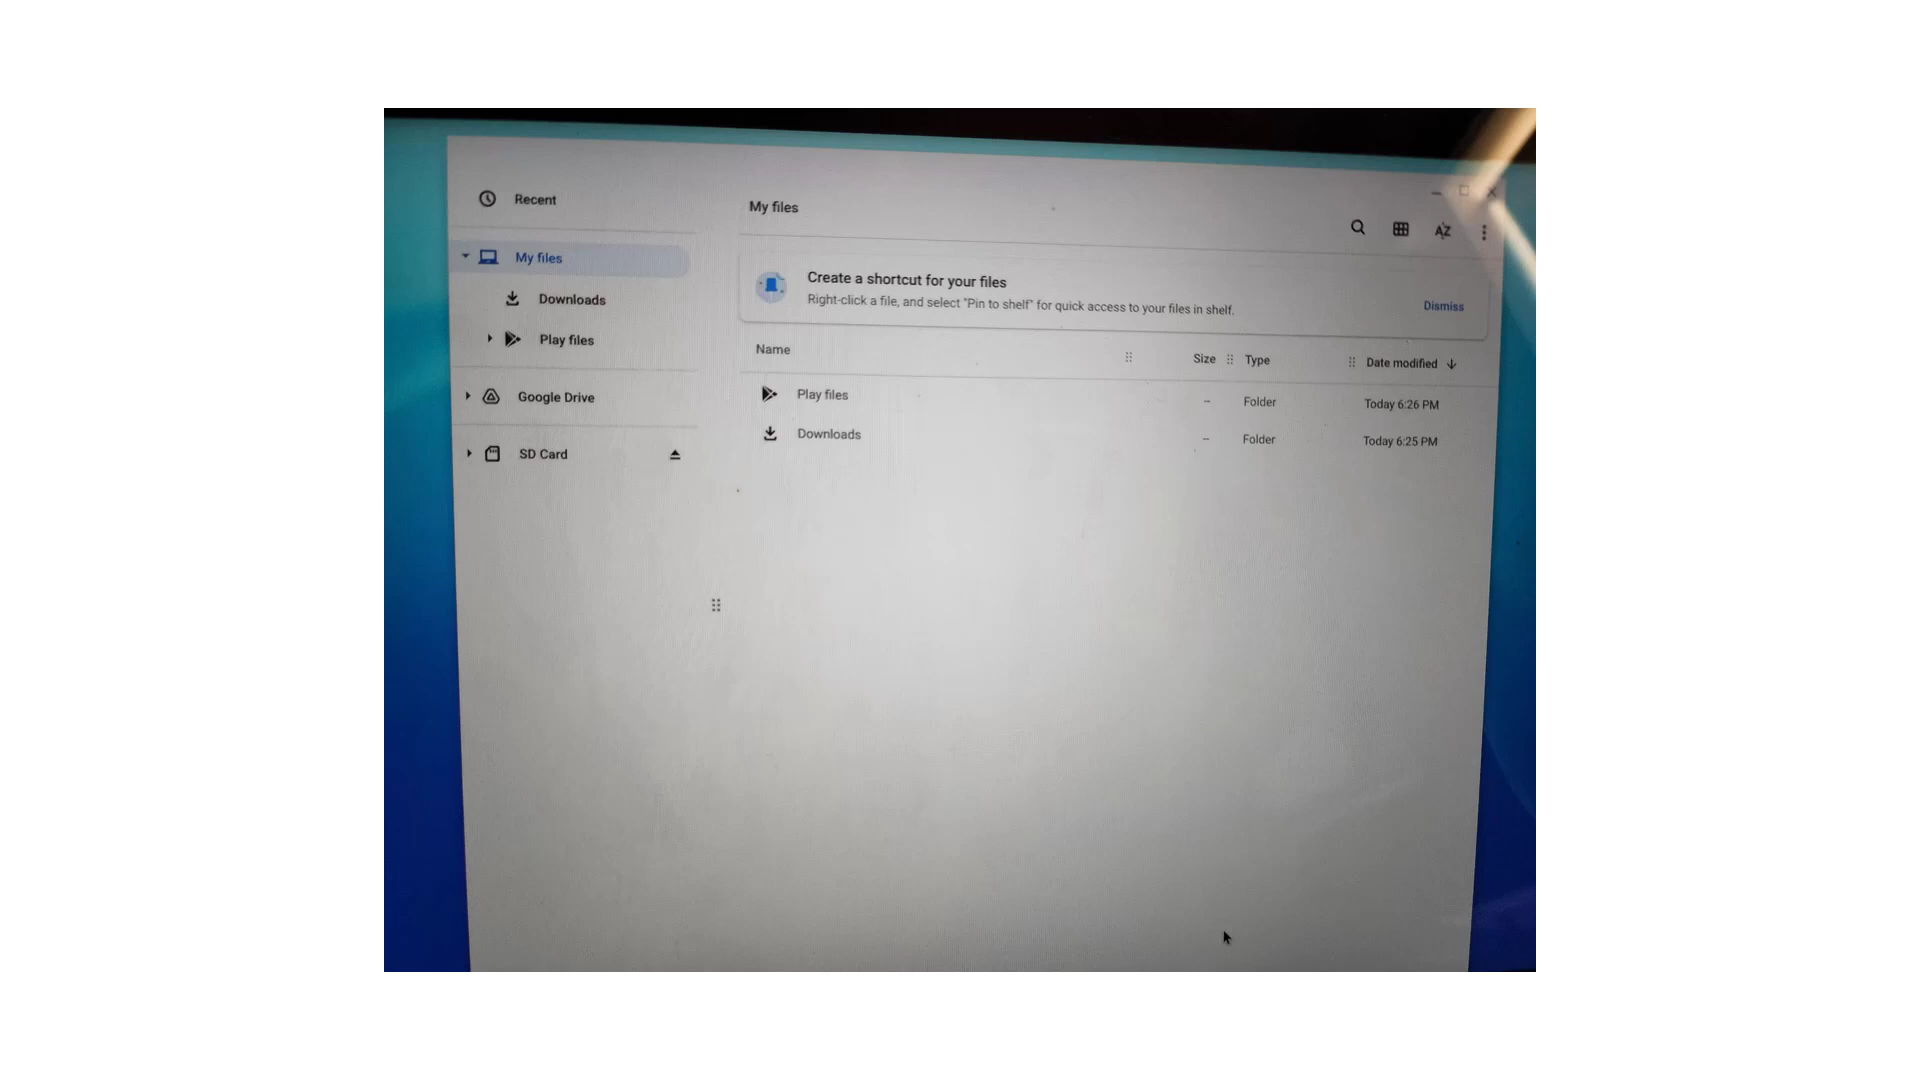 Recent
My files
Downloads
Play files
Google Drive
SD Card
My files
AZ
Create a shortcut for your files
Right-click a file, and select "Pin to shelf" for quick access to your files in shelf.
Dismiss
Name Size Type Date modified
Play files -- Folder Today 6:26 PM
Downloads -- Folder Today 6:25 PM